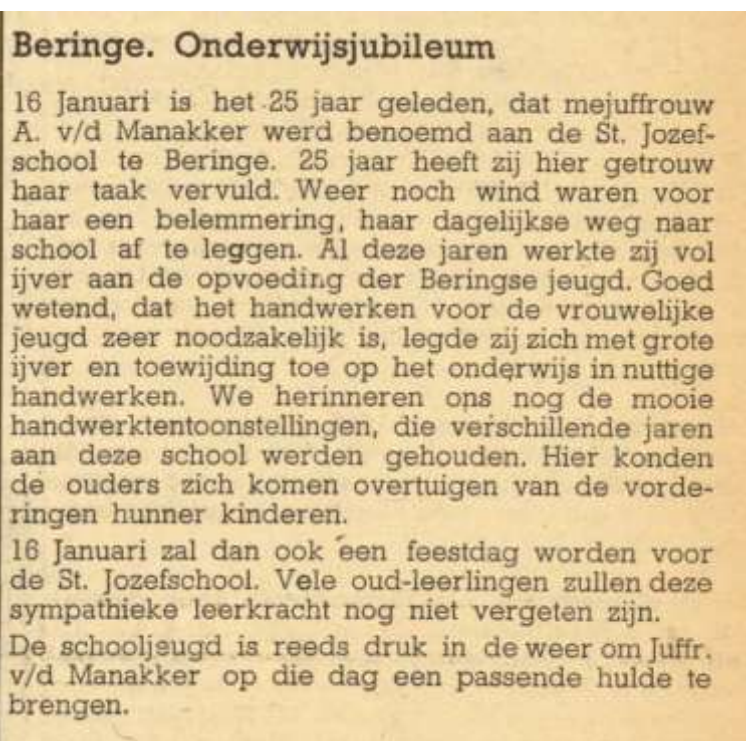 Beringe. Onderwijsjubileum
16 Januari is het 25 jaar geleden, dat mejuffrouw
A. v/d Manakker werd benoemd aan de St. Jozef-
school te Beringe. 25 jaar heeft zij hier getrouw
haar taak vervuld. Weer noch wind waren voor
haar een belemmering, haar dagelijkse weg naar
school af te leggen. Al deze jaren werkte zij vol
ijver aan de opvoeding der Beringse jeugd. Goed
wetend, dat het handwerken voor de vrouwelijke
jeugd zeer noodzakelijk is, legde zij zich met grote
ijver en toewijding toe op het onderwijs in nuttige
handwerken. We herinneren ons nog de mooie
handwerktentoonstellingen, die verschillende jaren
aan deze school werden gehouden. Hier konden
de ouders zich komen overtuigen van de vorde-
ringen hunner kinderen.
16 Januari zal dan ook een feestdag worden voor
de St. Jozefschool. Vele oud-leerlingen zullen deze
sympathieke leerkracht nog niet vergeten zijn.
De schooljeugd is reeds druk in de weer om Juffr.
v/d Manakker op die dag een passende hulde te
brengen.